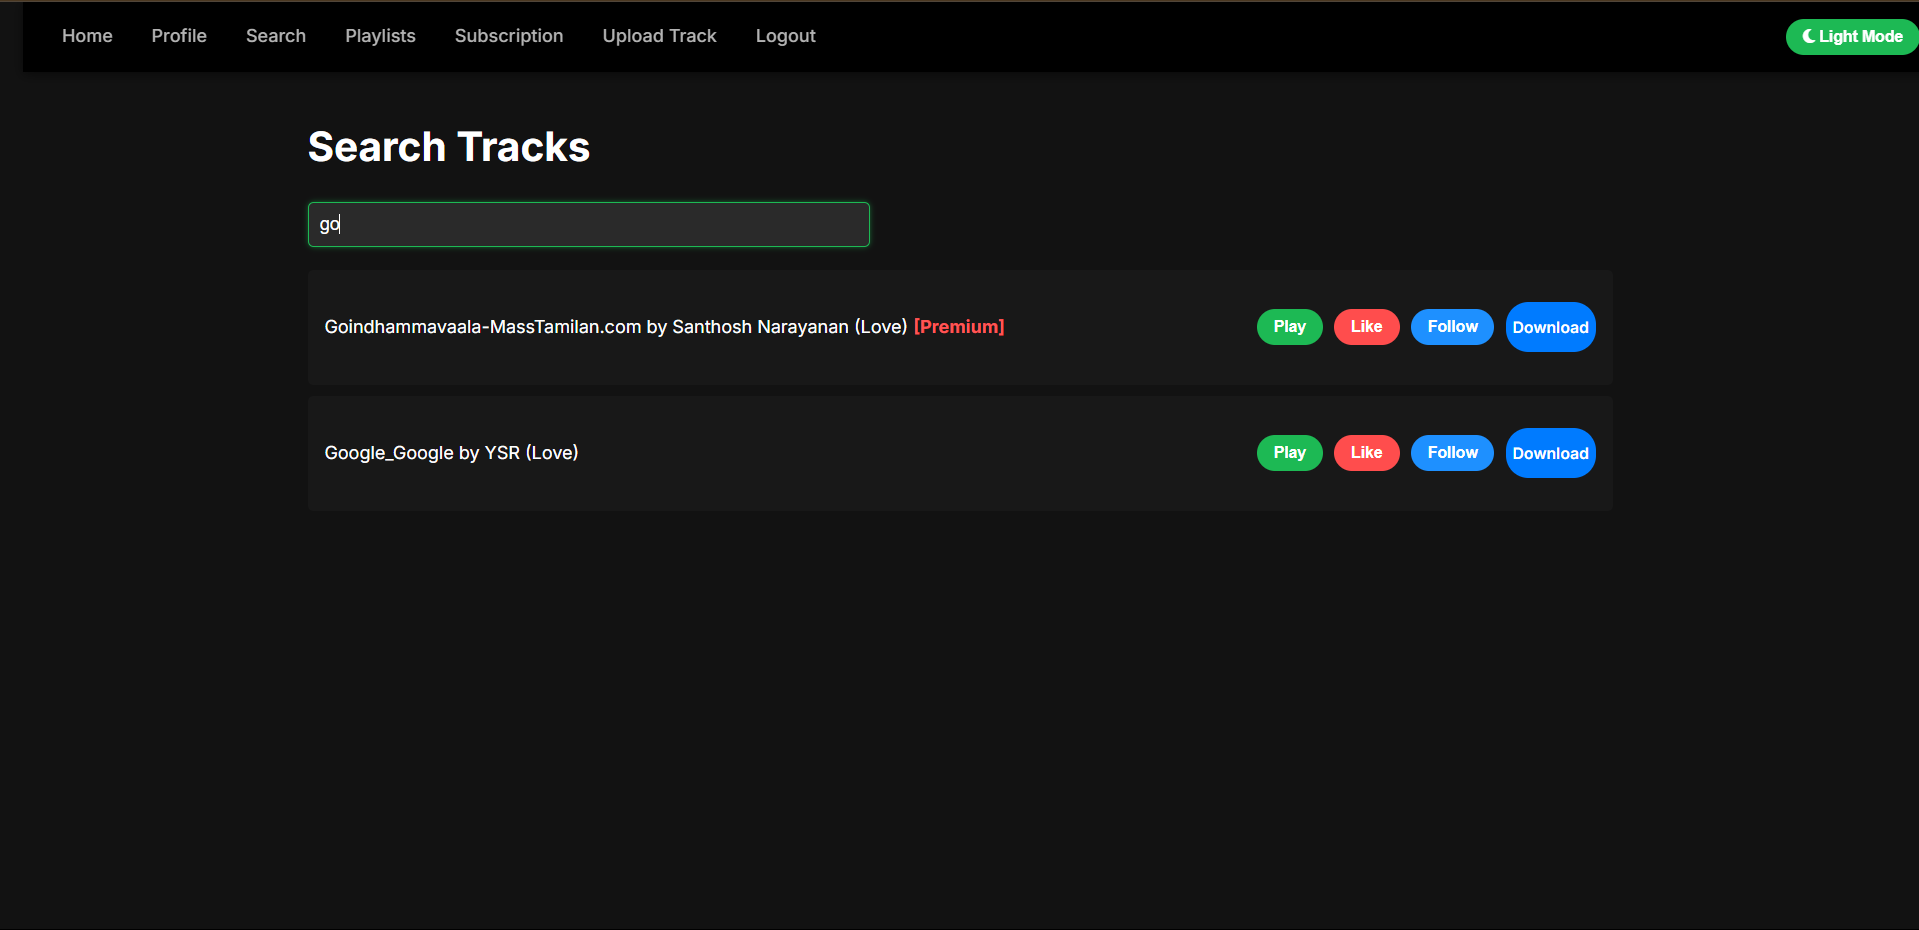 Home Profile Search Playlists Subscription Upload Track Logout Light Mode
Search Tracks
go
Goindhammavaala-MassTamilan.com by Santhosh Narayanan (Love) [Premium] Play Like Follow Download
Google_Google by YSR (Love) Play Like Follow Download